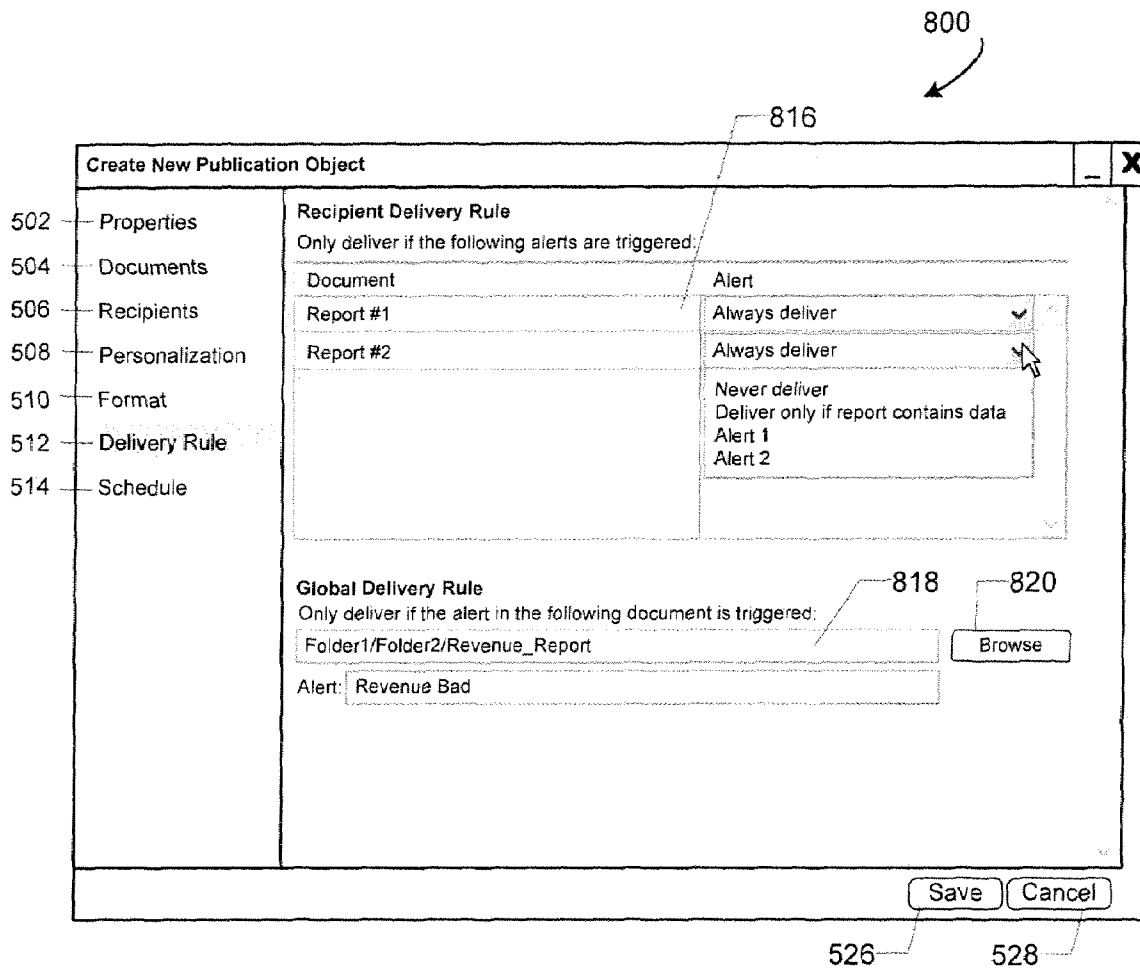 800
816
Create New Publication Object _ X
502 Properties
504 Documents
506 Recipients
508 Personalization
510 Format
512 Delivery Rule
514 Schedule
Recipient Delivery Rule
Only deliver if the following alerts are triggered:
Document Alert
Report #1 Always deliver
Report #2 Always deliver
Never deliver
Deliver only if report contains data
Alert 1
Alert 2
Global Delivery Rule 818 820
Only deliver if the alert in the following document is triggered:
Folder1/Folder2/Revenue_Report Browse
Alert: Revenue Bad
Save Cancel
526 528